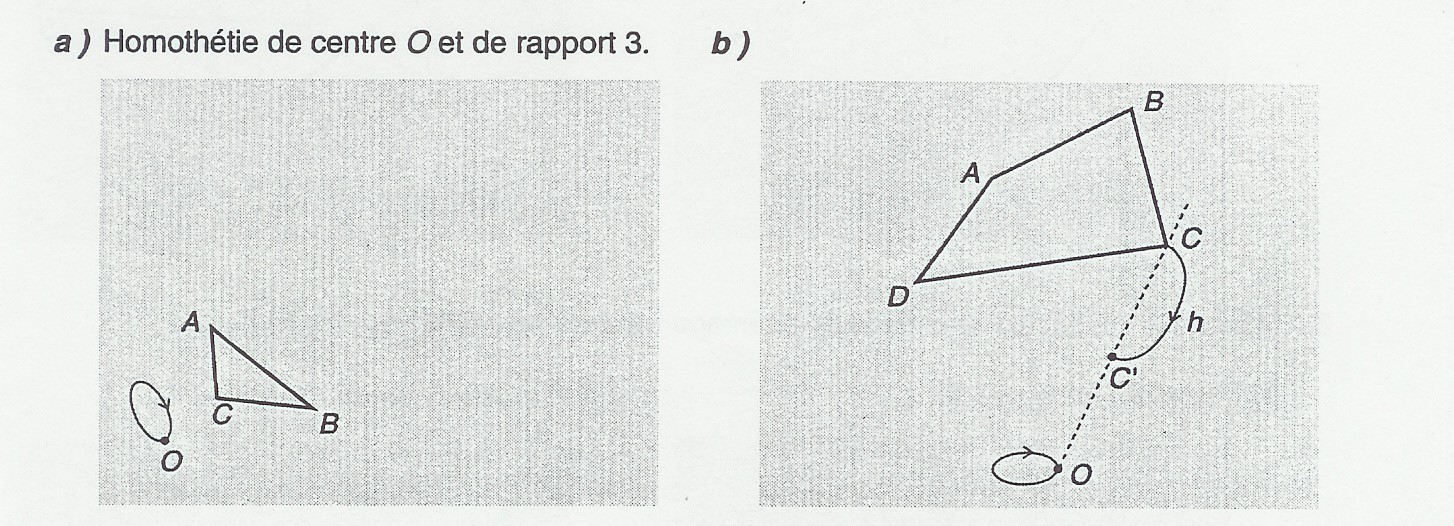 a ) Homothétie de centre O et de rapport 3.
b )
A
C
B
O
B
A
C
D
h
C'
O